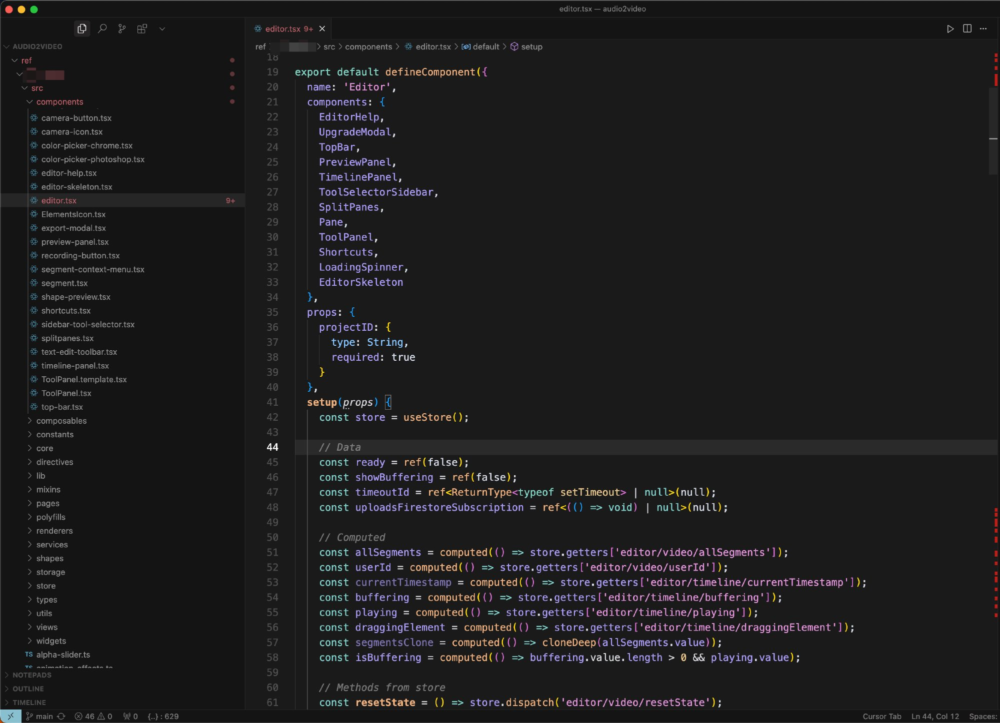 editor.tsx — audio2video
editor.tsx 9+
AUDIO2VIDEO
ref
src
components
camera-button.tsx
camera-icon.tsx
color-picker-chrome.tsx
color-picker-photoshop.tsx
editor-help.tsx
editor-skeleton.tsx
editor.tsx 9+
ElementsIcon.tsx
export-modal.tsx
preview-panel.tsx
recording-button.tsx
segment-context-menu.tsx
segment.tsx
shape-preview.tsx
shortcuts.tsx
sidebar-tool-selector.tsx
splitpanes.tsx
text-edit-toolbar.tsx
timeline-panel.tsx
ToolPanel.template.tsx
ToolPanel.tsx
top-bar.tsx
composables
constants
core
directives
lib
mixins
pages
polyfills
renderers
services
shapes
storage
store
types
utils
views
widgets
TS alpha-slider.ts
TS animation-effects.ts
NOTEPADS
OUTLINE
TIMELINE
ref > src > components > editor.tsx > default > setup
18
19 export default defineComponent({
20 name: 'Editor',
21 components: {
22 EditorHelp,
23 UpgradeModal,
24 TopBar,
25 PreviewPanel,
26 TimelinePanel,
27 ToolSelectorSidebar,
28 SplitPanes,
29 Pane,
30 ToolPanel,
31 Shortcuts,
32 LoadingSpinner,
33 EditorSkeleton
34 },
35 props: {
36 projectID: {
37 type: String,
38 required: true
39 }
40 },
41 setup(props) {
42 const store = useStore();
43
44 // Data
45 const ready = ref(false);
46 const showBuffering = ref(false);
47 const timeoutId = ref<ReturnType<typeof setTimeout> | null>(null);
48 const uploadsFirestoreSubscription = ref<(() => void) | null>(null);
49
50 // Computed
51 const allSegments = computed(() => store.getters['editor/video/allSegments']);
52 const userId = computed(() => store.getters['editor/video/userId']);
53 const currentTimestamp = computed(() => store.getters['editor/timeline/currentTimestamp']);
54 const buffering = computed(() => store.getters['editor/timeline/buffering']);
55 const playing = computed(() => store.getters['editor/timeline/playing']);
56 const draggingElement = computed(() => store.getters['editor/timeline/draggingElement']);
57 const segmentsClone = computed(() => cloneDeep(allSegments.value));
58 const isBuffering = computed(() => buffering.value.length > 0 && playing.value);
59
60 // Methods from store
61 const resetState = () => store.dispatch('editor/video/resetState');
main 46 0 0 {..} : 629
Cursor Tab Ln 44, Col 12 Spaces: